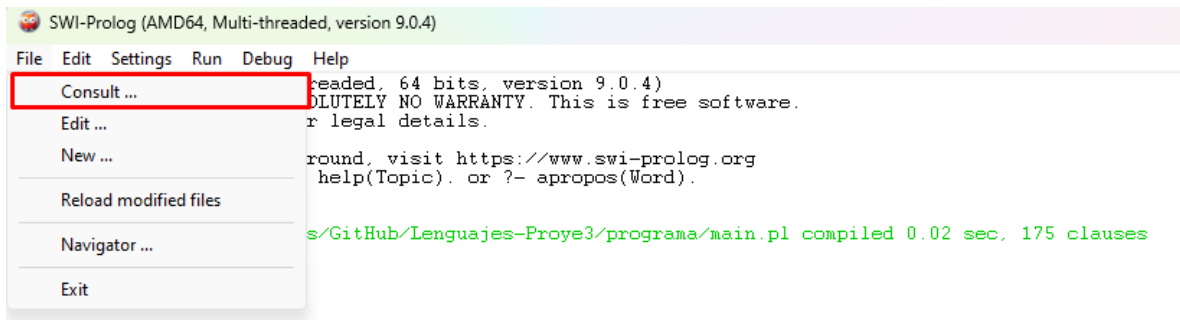 SWI-Prolog (AMD64, Multi-threaded, version 9.0.4)
File Edit Settings Run Debug Help
Consult ...
Edit ...
New ...
Reload modified files
Navigator ...
Exit
readed, 64 bits, version 9.0.4)
OLUTELY NO WARRANTY. This is free software.
r legal details.
round, visit https://www.swi-prolog.org
help(Topic). or ?- apropos(Word).
s/GitHub/Lenguajes-Proye3/programa/main.pl compiled 0.02 sec, 175 clauses